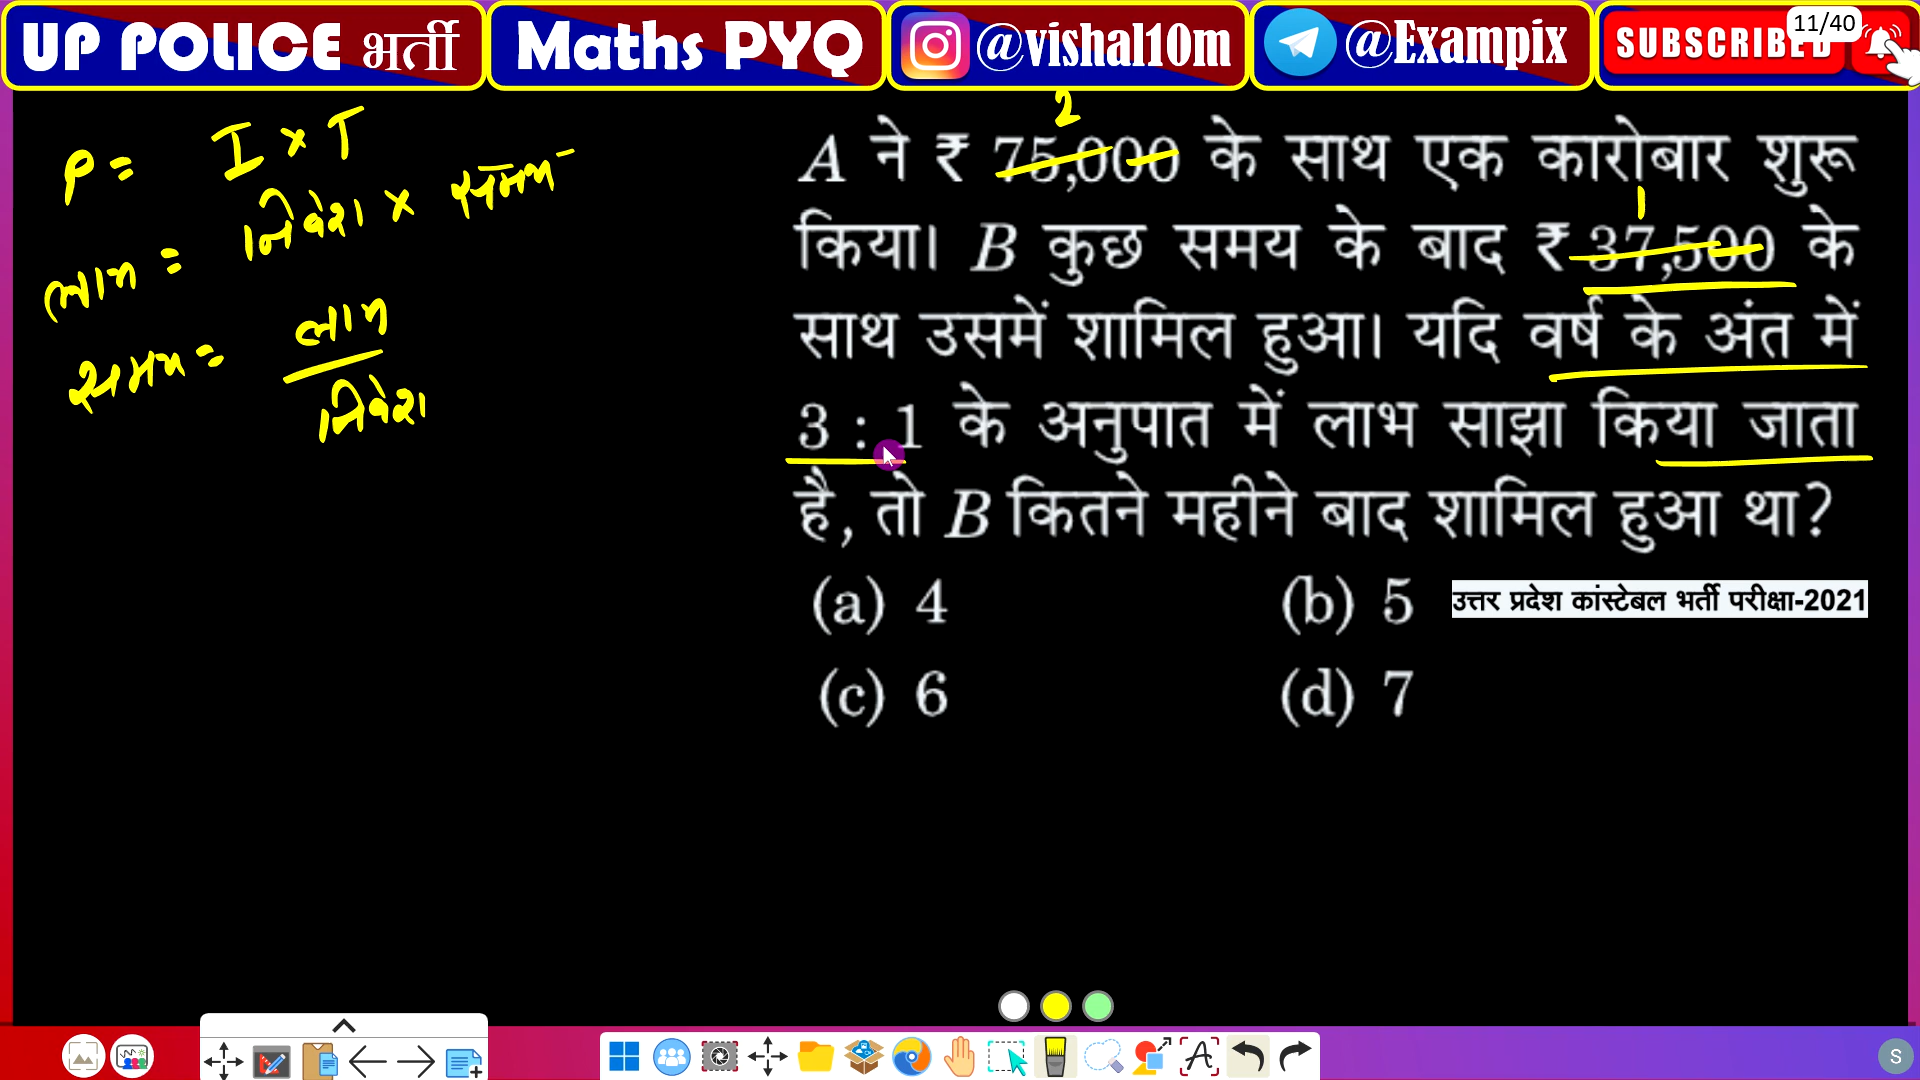 UP POLICE भर्ती
Maths PYQ
@vishal10m
@Exampix
SUBSCRIBED
11/40
P = I × T
लाभ = निवेश × समय
समय = लाभ / निवेश
2
A ने ₹ 75,000 के साथ एक कारोबार शुरू
1
किया। B कुछ समय के बाद ₹ 37,500 के
साथ उसमें शामिल हुआ। यदि वर्ष के अंत में
3 : 1 के अनुपात में लाभ साझा किया जाता
है, तो B कितने महीने बाद शामिल हुआ था?
(a) 4 (b) 5 उत्तर प्रदेश कांस्टेबल भर्ती परीक्षा-2021
(c) 6 (d) 7
S